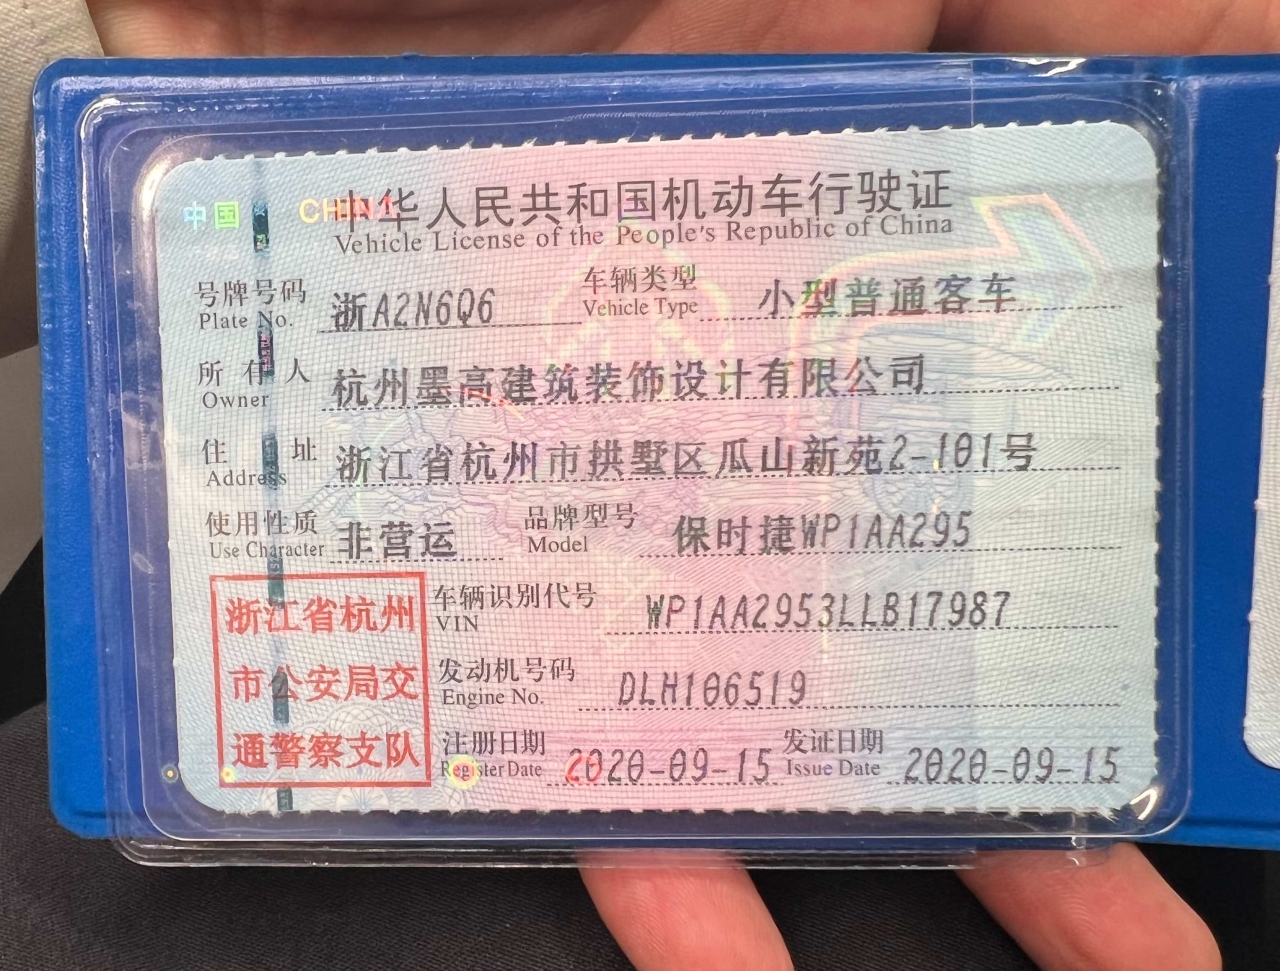 中国 CHINA
中华人民共和国机动车行驶证
Vehicle License of the People's Republic of China
号牌号码 浙A2N6Q6 车辆类型 小型普通客车
Plate No. Vehicle Type
所有人 杭州墨高建筑装饰设计有限公司
Owner
住址 浙江省杭州市拱墅区瓜山新苑2-101号
Address
使用性质 非营运 品牌型号 保时捷WP1AA295
Use Character Model
浙江省杭州
市公安局交
通警察支队
车辆识别代号 WP1AA2953LLB17987
VIN
发动机号码 DLH106519
Engine No.
注册日期 2020-09-15 发证日期 2020-09-15
Register Date Issue Date